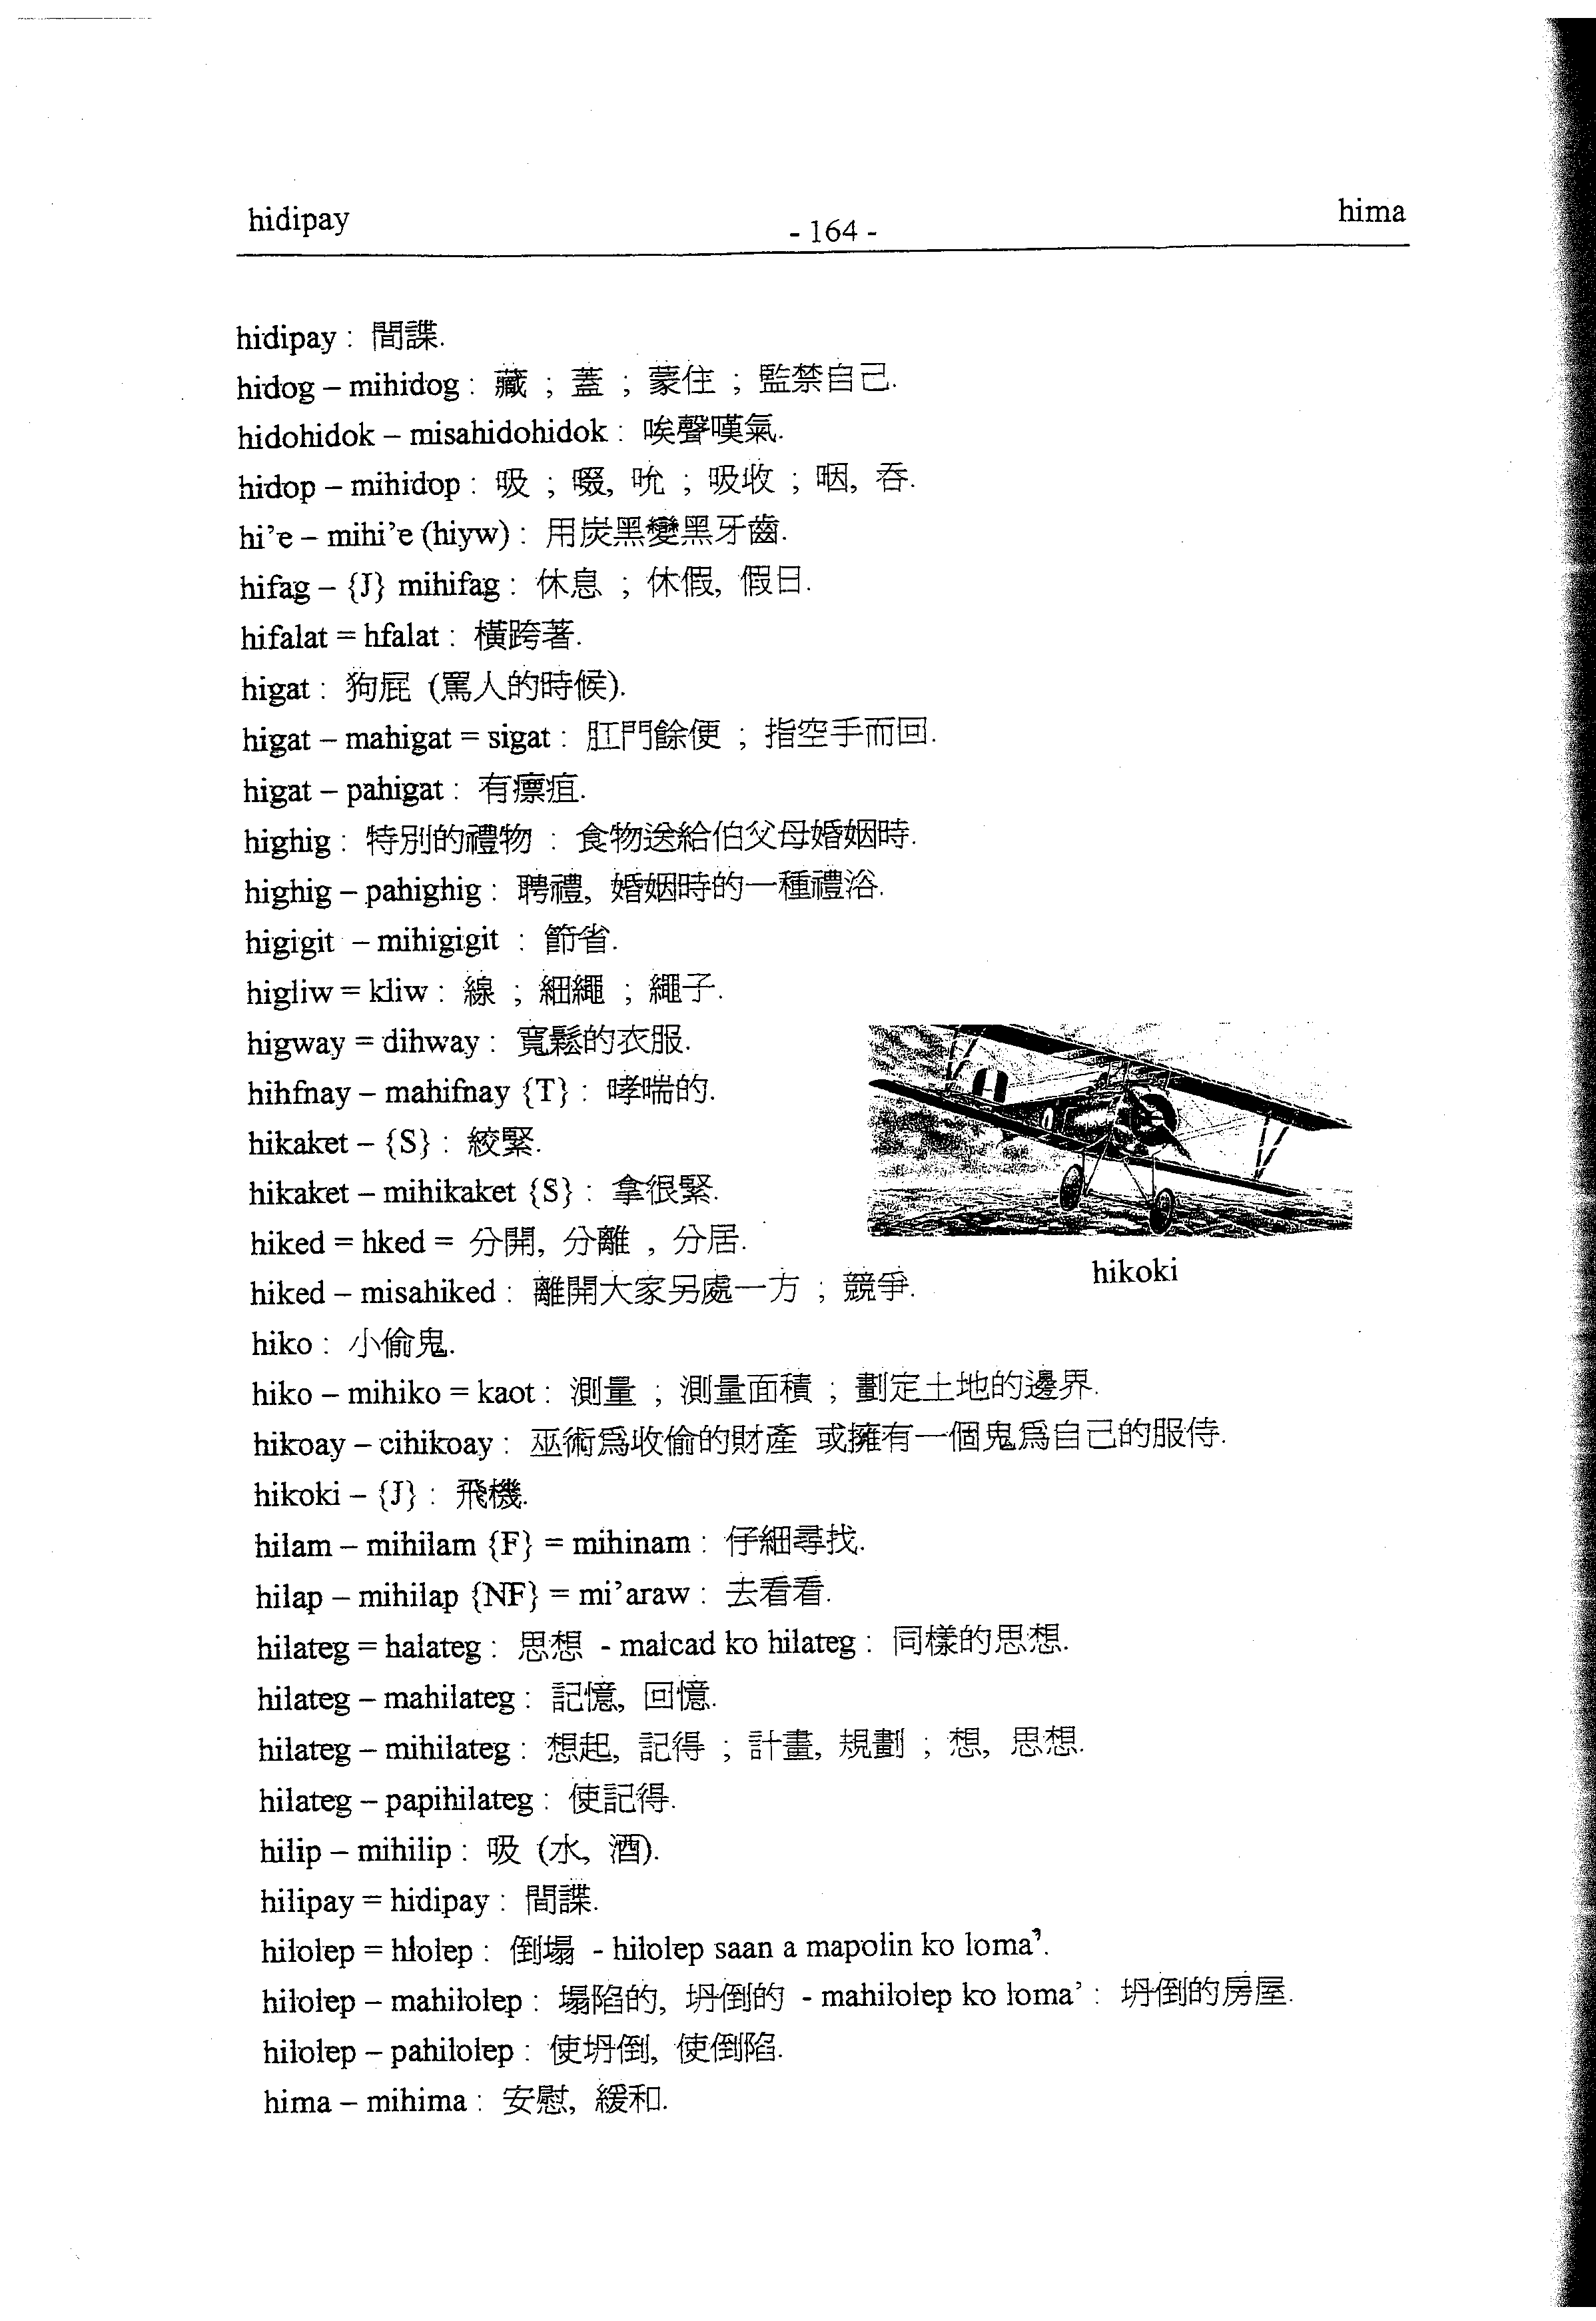 hidipay
- 164 -
hima
hidipay : 間諜.
hidog – mihidog : 藏 ; 蓋 ; 蒙住 ; 監禁自己.
hidohidok – misahidohidok : 唉聲嘆氣.
hidop – mihidop : 吸 ; 啜, 吮 ; 吸收 ; 咽, 吞.
hi’e – mihi’e (hiyw) : 用炭黑變黑牙齒.
hifag – {J} mihifag : 休息 ; 休假, 假日.
hifalat = hfalat : 橫跨著.
higat : 狗屁 (罵人的時候).
higat – mahigat = sigat : 肛門餘便 ; 指空手而回.
higat – pahigat : 有瘭疽.
highig : 特別的禮物 : 食物送給伯父母婚姻時.
highig – pahighig : 聘禮, 婚姻時的一種禮浴.
higigit – mihigigit : 節省.
higliw = kliw : 線 ; 細繩 ; 繩子.
higway = dihway : 寬鬆的衣服.
hihfnay – mahifnay {T} : 哮喘的.
hikaket – {S} : 絞緊.
hikaket – mihikaket {S} : 拿很緊.
hiked = hked = 分開, 分離 , 分居.
hikoki
hiked – misahiked : 離開大家另處一方 ; 競爭.
hiko : 小偷鬼.
hiko – mihiko = kaot : 測量 ; 測量面積 ; 劃定土地的邊界.
hikoay – cihikoay : 巫術爲收偷的財產 或擁有一個鬼爲自己的服侍.
hikoki – {J} : 飛機.
hilam – mihilam {F} = mihinam : 仔細尋找.
hilap – mihilap {NF} = mi’araw : 去看看.
hilateg = halateg : 思想 - malcad ko hilateg : 同樣的思想.
hilateg – mahilateg : 記憶, 回憶.
hilateg – mihilateg : 想起, 記得 ; 計畫, 規劃 ; 想, 思想.
hilateg – papihilateg : 使記得.
hilip – mihilip : 吸 (水, 酒).
hilipay = hidipay : 間諜.
hilolep = hlolep : 倒塌 - hilolep saan a mapolin ko loma’.
hilolep – mahilolep : 塌陷的, 坍倒的 - mahilolep ko loma’ : 坍倒的房屋.
hilolep – pahilolep : 使坍倒, 使倒陷.
hima – mihima : 安慰, 緩和.